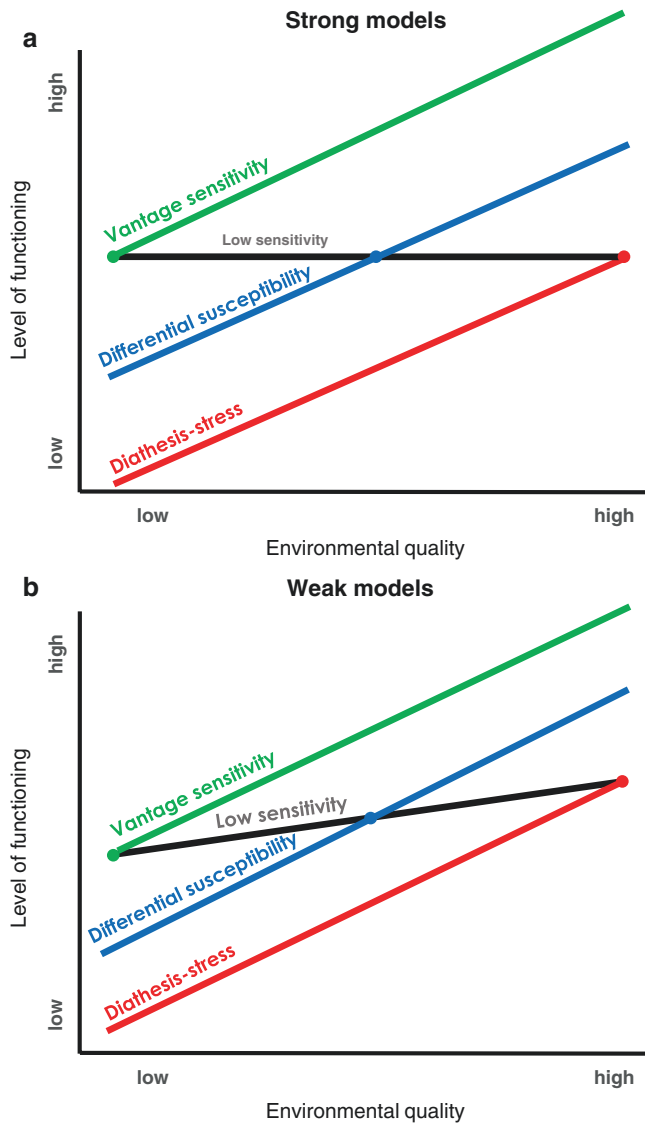 a
Strong models
high
Vantage sensitivity
Low sensitivity
Differential susceptibility
Diathesis-stress
Level of functioning
low
low
high
Environmental quality
b
Weak models
high
Vantage sensitivity
Low sensitivity
Differential susceptibility
Diathesis-stress
Level of functioning
low
low
high
Environmental quality